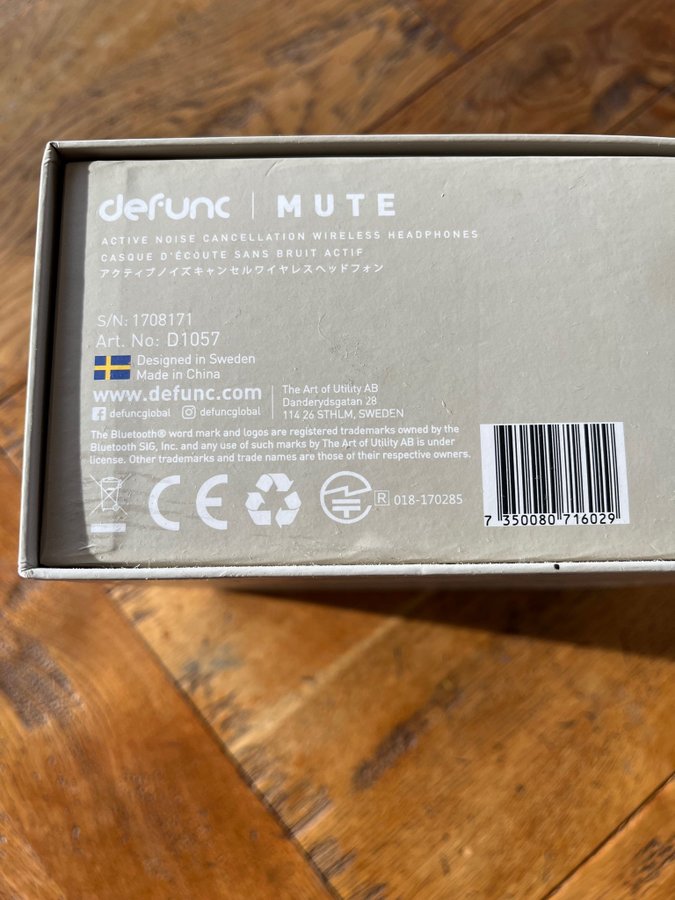 defunc | MUTE
ACTIVE NOISE CANCELLATION WIRELESS HEADPHONES
CASQUE D'ÉCOUTE SANS BRUIT ACTIF
アクティブノイズキャンセルワイヤレスヘッドフォン
S/N: 1708171
Art. No: D1057
Designed in Sweden
Made in China
www.defunc.com
defuncglobal defuncglobal
The Art of Utility AB
Danderydsgatan 28
114 26 STHLM, SWEDEN
The Bluetooth® word mark and logos are registered trademarks owned by the
Bluetooth SIG, Inc. and any use of such marks by The Art of Utility AB is under
license. Other trademarks and trade names are those of their respective owners.
CE R 018-170285
7 350080 716029